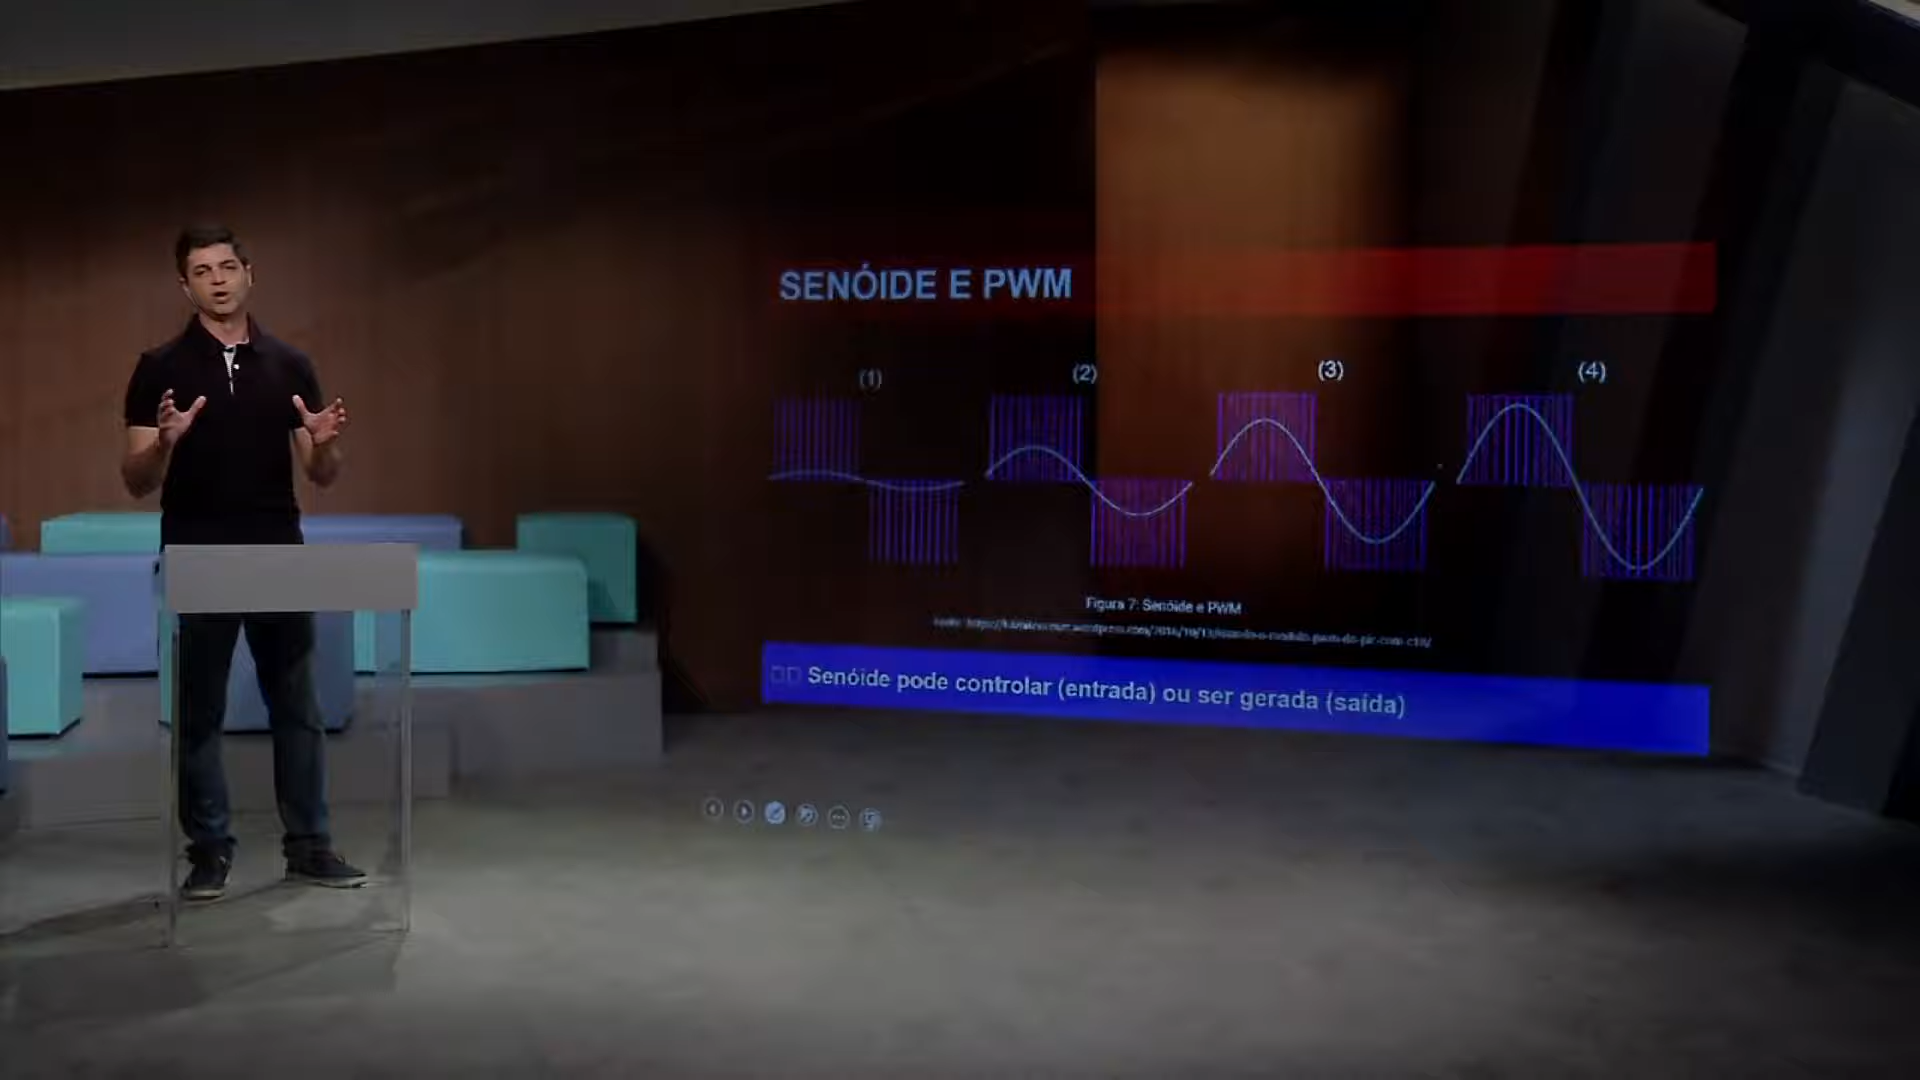 SENÓIDE E PWM
(1) (2) (3) (4)
Figura 7: Senóide e PWM
Senóide pode controlar (entrada) ou ser gerada (saída)